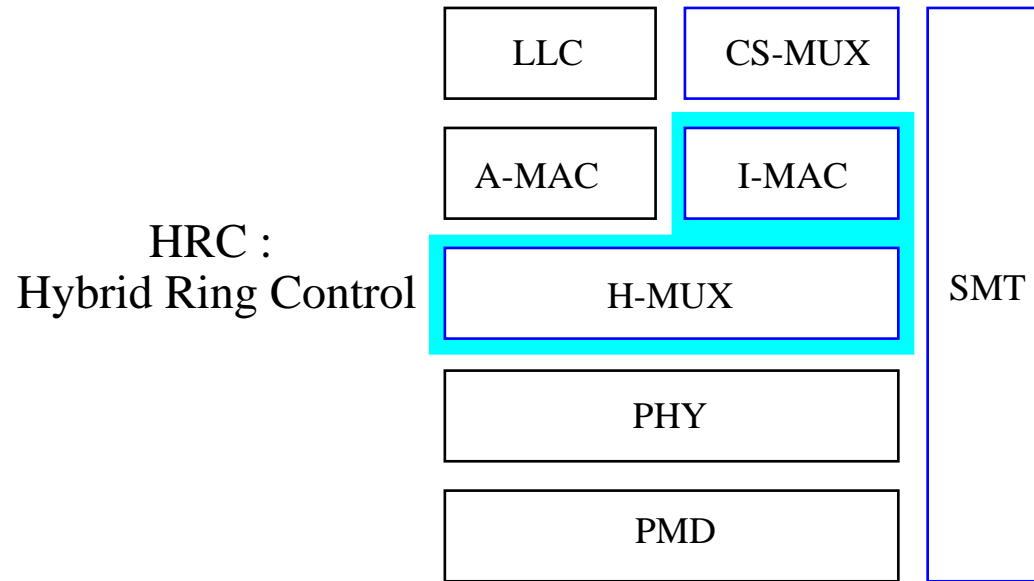 LLC
CS-MUX
A-MAC
I-MAC
HRC :
Hybrid Ring Control
H-MUX
SMT
PHY
PMD